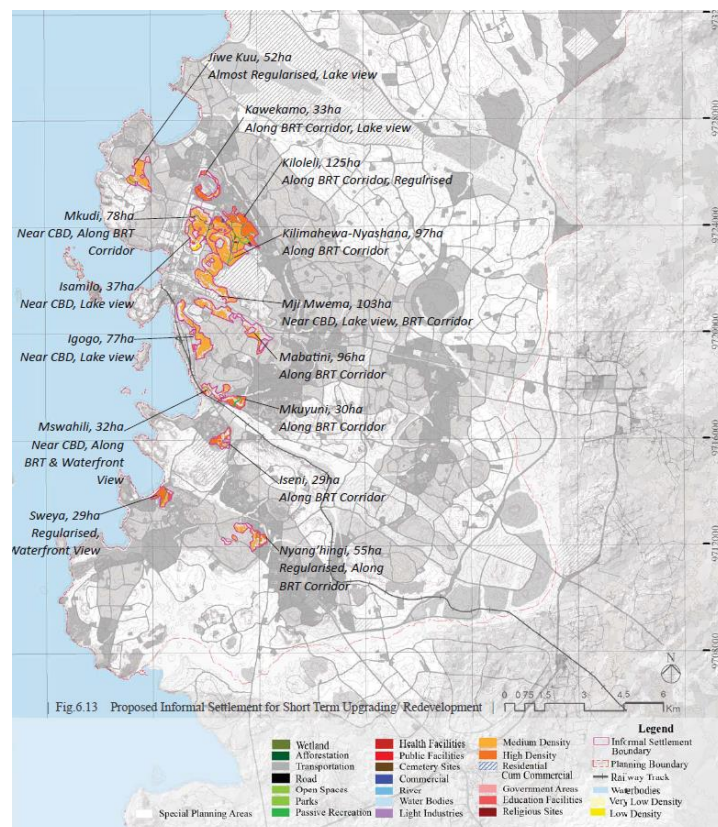 Jiwe Kuu, 52ha
Almost Regularised, Lake view
Kawekamo, 33ha
Along BRT Corridor, Lake view
Kiloleli, 125ha
Along BRT Corridor, Regulrised
Mkudi, 78ha
Near CBD, Along BRT
Corridor
Kilimahewa-Nyashana, 97ha
Along BRT Corridor
Isamilo, 37ha
Near CBD, Lake view
Mji Mwema, 103ha
Near CBD, Lake view, BRT Corridor
Igogo, 77ha
Near CBD, Lake view
Mabatini, 96ha
Along BRT Corridor
Mswahili, 32ha
Near CBD, Along
BRT & Waterfront
View
Mkuyuni, 30ha
Along BRT Corridor
Iseni, 29ha
Along BRT Corridor
Sweya, 29ha
Regularised,
Waterfront View
Nyang'hingi, 55ha
Regularised, Along
BRT Corridor
9728000
9724000
9712000
9708000
N
0 0.75 1.5 3 4.5 6
Km
| Fig.6.13 Proposed Informal Settlement for Short Term Upgrading/ Redevelopment |
Legend
Special Planning Areas
Wetland
Afforestation
Transportation
Road
Open Spaces
Parks
Passive Recreation
Health Facilities
Public Facilities
Cemetery Sites
Commercial
River
Water Bodies
Light Industries
Medium Density
High Density
Residential
Cum Commercial
Government Areas
Education Facilities
Religious Sites
Informal Settlement
Boundary
Planning Boundary
Railway Track
Waterbodies
Very Low Density
Low Density